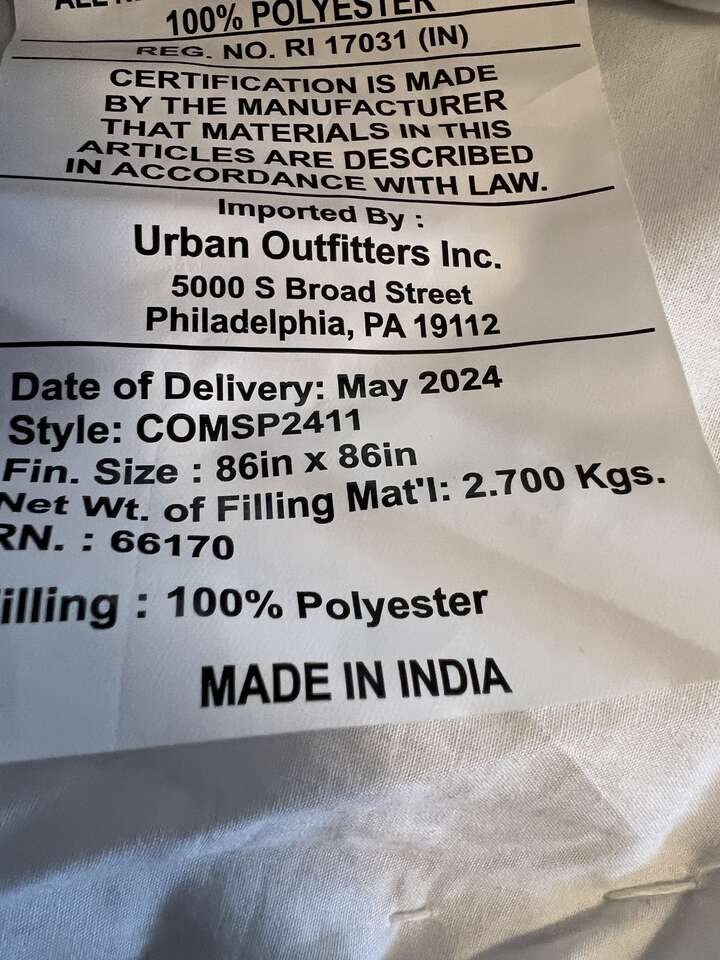 100% POLYESTER
REG. NO. RI 17031 (IN)
CERTIFICATION IS MADE
BY THE MANUFACTURER
THAT MATERIALS IN THIS
ARTICLES ARE DESCRIBED
IN ACCORDANCE WITH LAW.
Imported By :
Urban Outfitters Inc.
5000 S Broad Street
Philadelphia, PA 19112
Date of Delivery: May 2024
Style: COMSP2411
Fin. Size : 86in x 86in
Net Wt. of Filling Mat'l: 2.700 Kgs.
RN. : 66170
illing : 100% Polyester
MADE IN INDIA